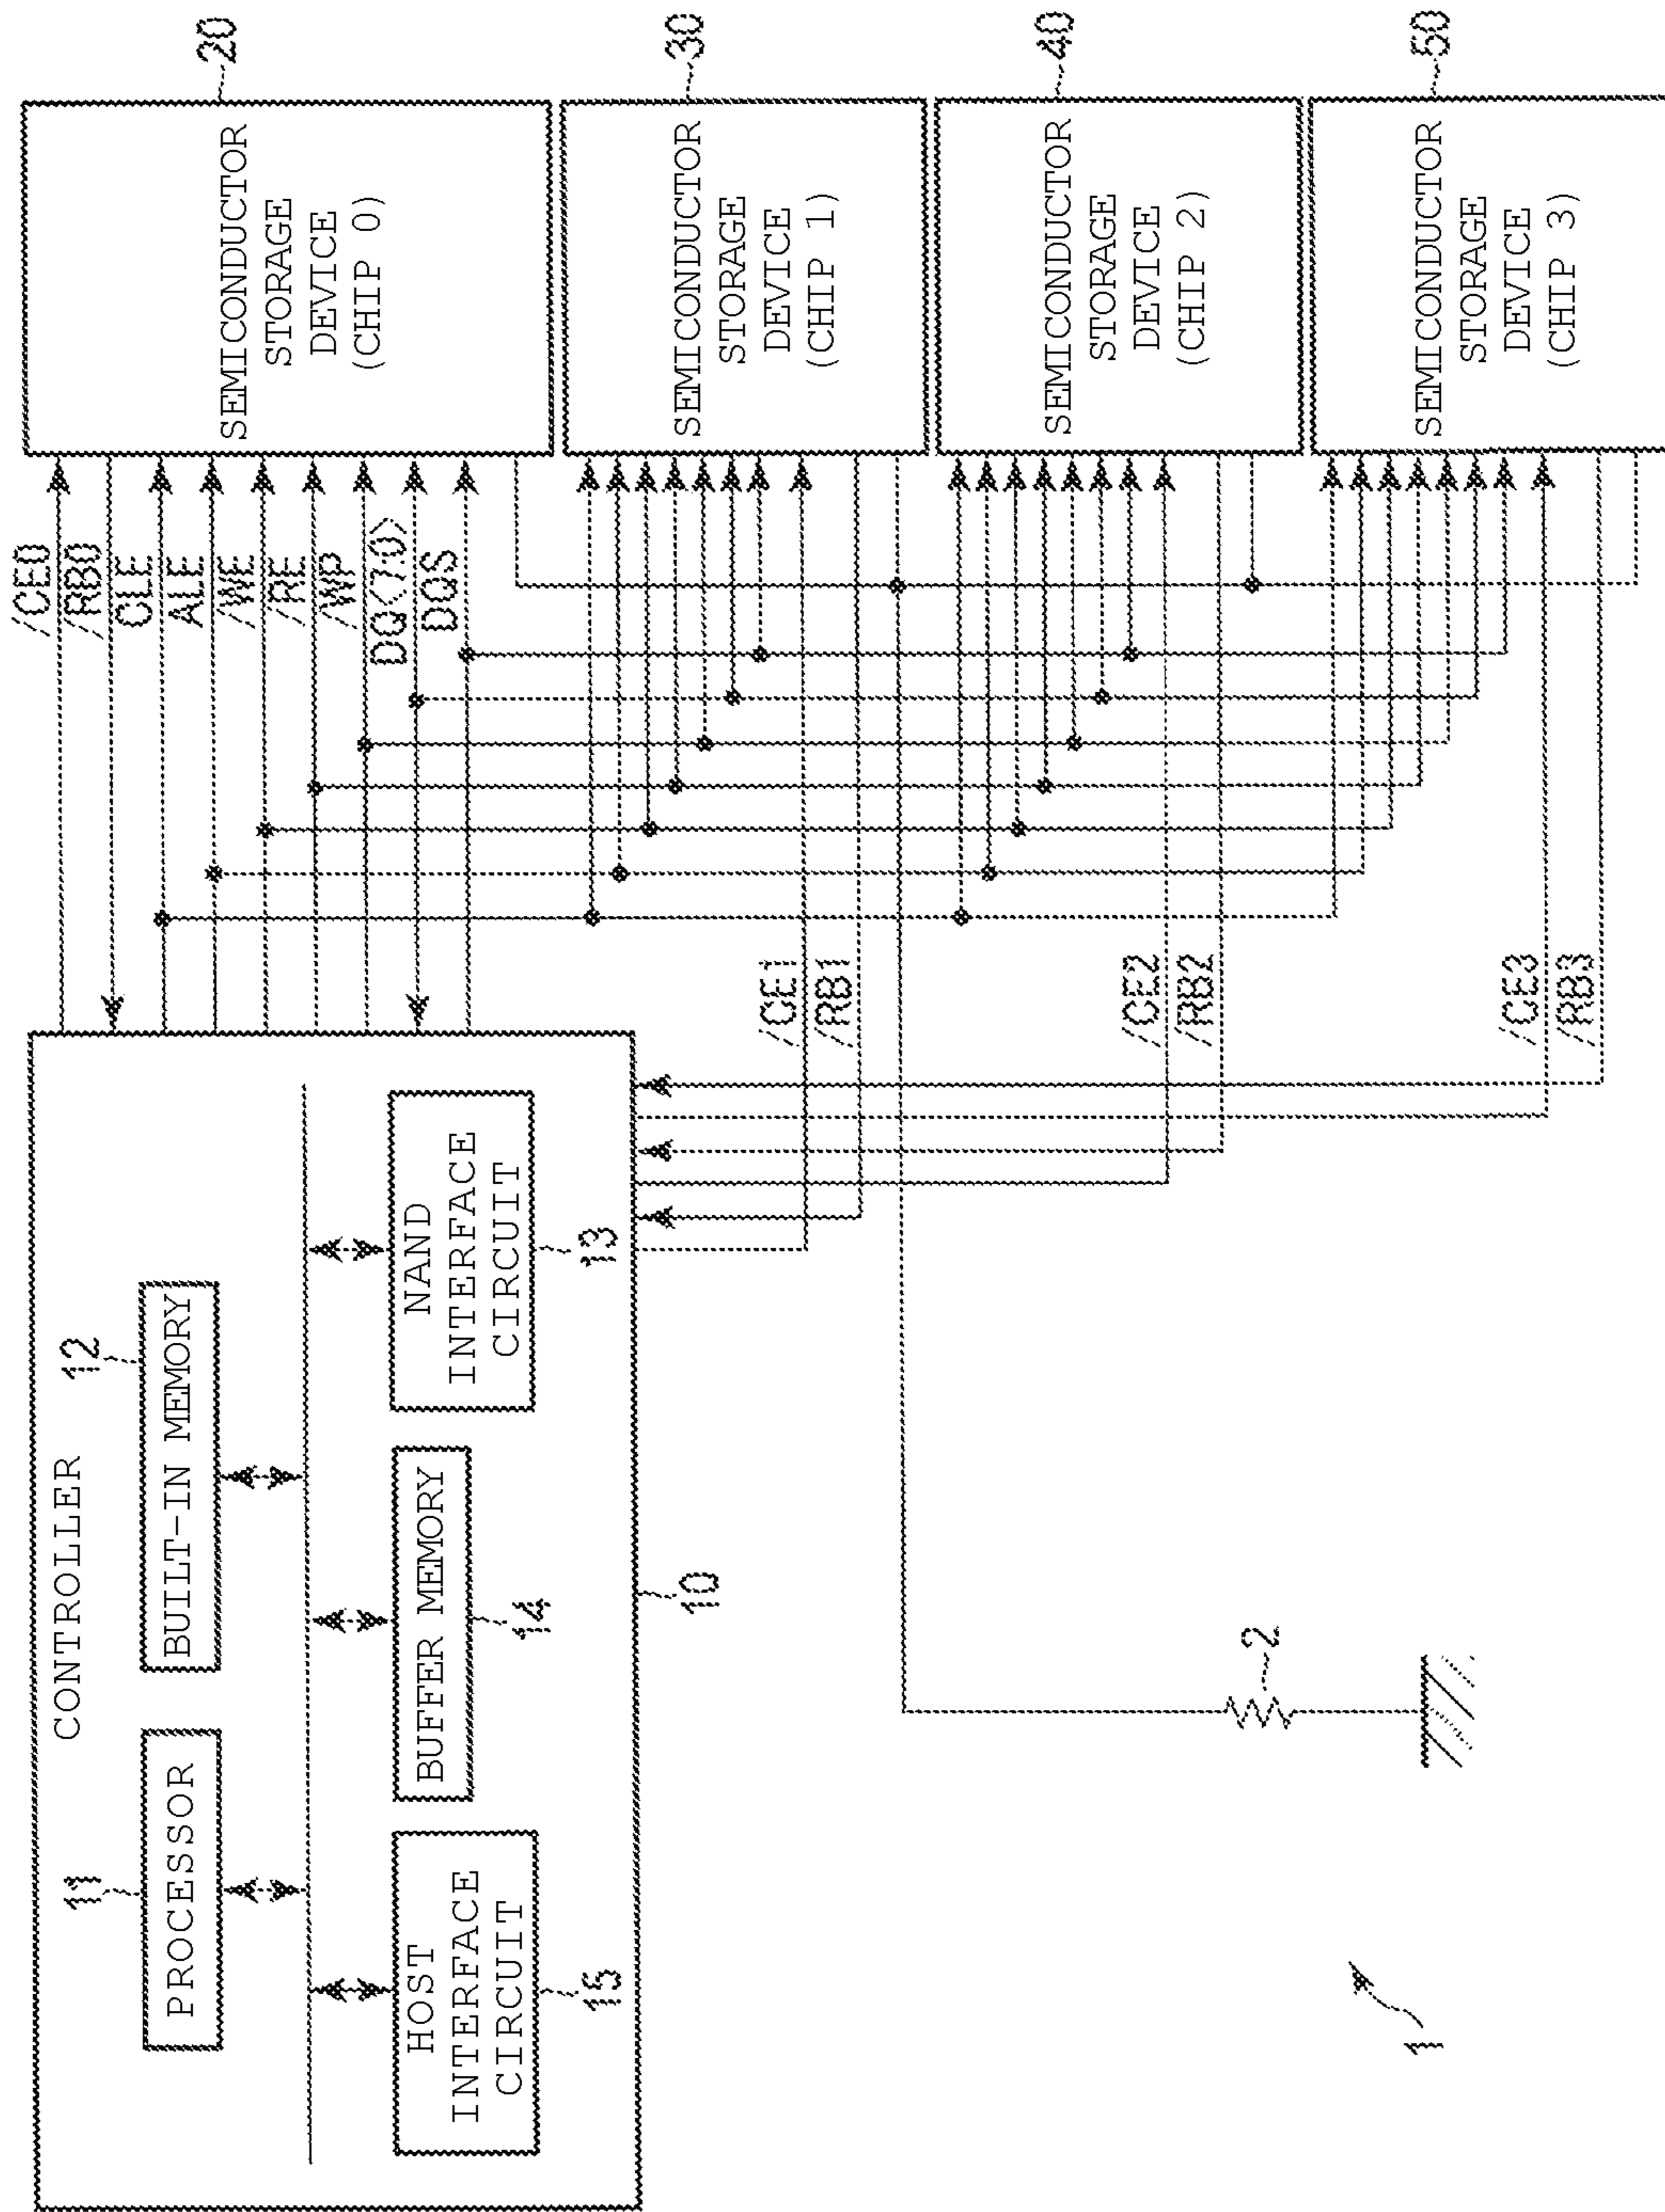 CONTROLLER
11
PROCESSOR
12
BUILT-IN MEMORY
HOST
INTERFACE
CIRCUIT
15
BUFFER MEMORY
14
NAND
INTERFACE
CIRCUIT
13
10
/CE0
/RB0
CLE
ALE
/WE
/RE
/WP
DQ<7:0>
DQS
20
SEMICONDUCTOR
STORAGE
DEVICE
(CHIP 0)
30
SEMICONDUCTOR
STORAGE
DEVICE
(CHIP 1)
/CE1
/RB1
40
SEMICONDUCTOR
STORAGE
DEVICE
(CHIP 2)
/CE2
/RB2
50
SEMICONDUCTOR
STORAGE
DEVICE
(CHIP 3)
/CE3
/RB3
2
1